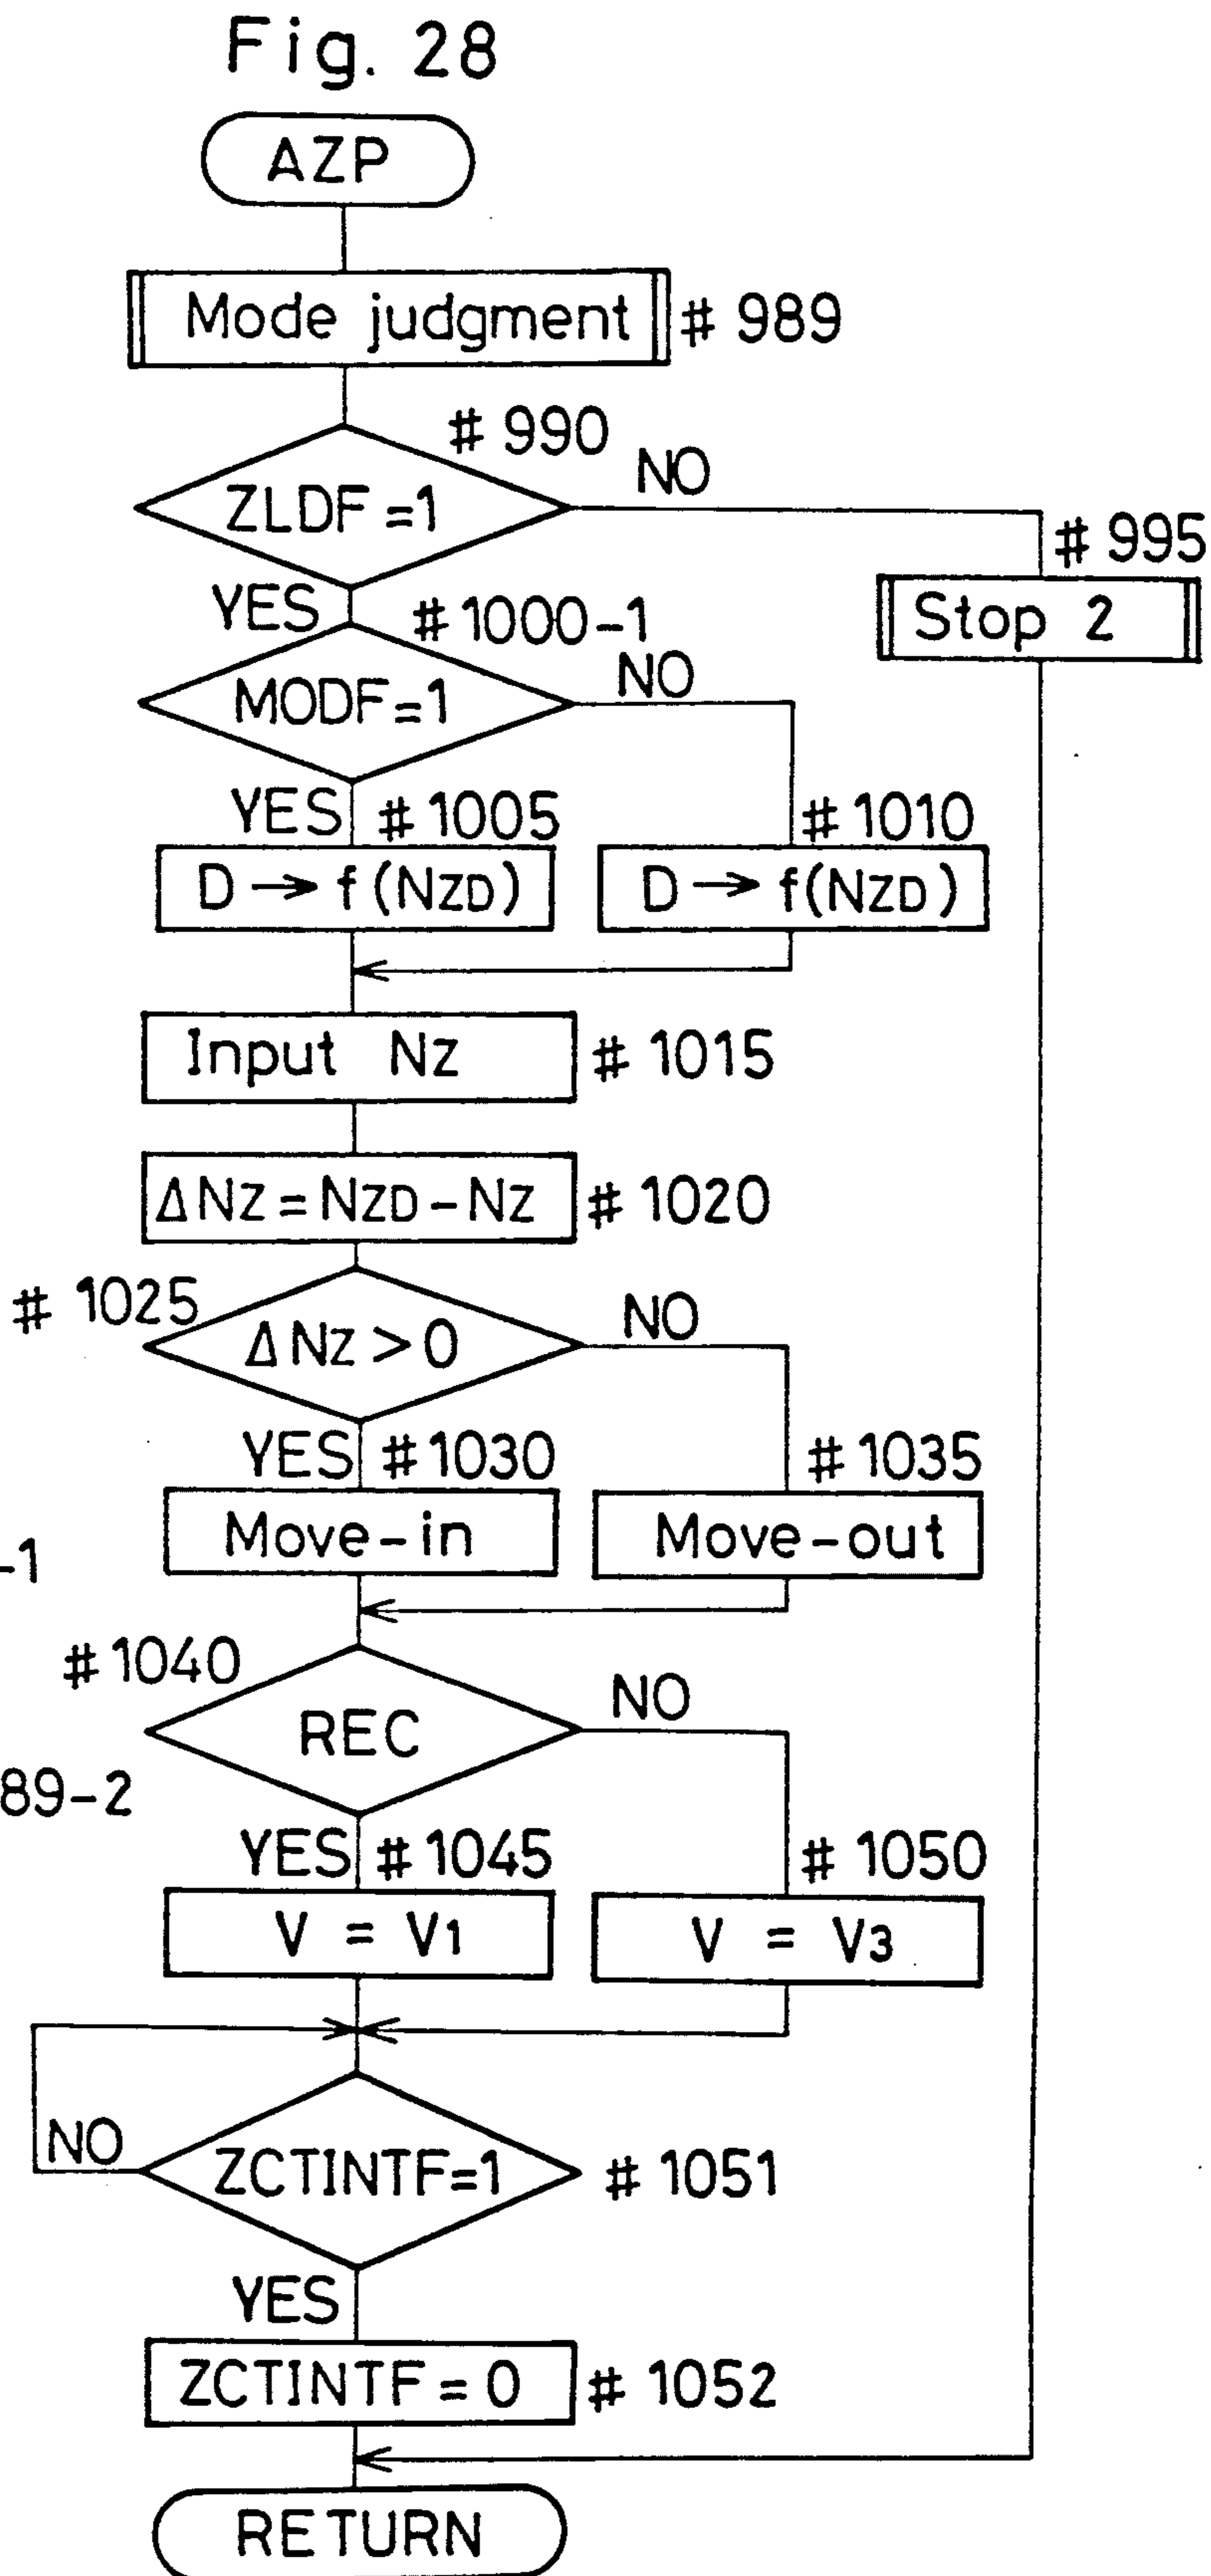 Fig. 28
AZP
Mode judgment # 989
# 990
ZLDF =1
NO
# 995
Stop 2
YES
# 1000-1
MODF=1
NO
YES # 1005
# 1010
D → f (NZD)
D → f (NZD)
Input NZ # 1015
ΔNZ = NZD - NZ # 1020
# 1025
ΔNZ > 0
NO
YES # 1030
# 1035
Move-in
Move-out
-1
# 1040
REC
NO
89-2
YES # 1045
# 1050
V = V1
V = V3
NO
ZCTINTF=1 # 1051
YES
ZCTINTF = 0 # 1052
RETURN